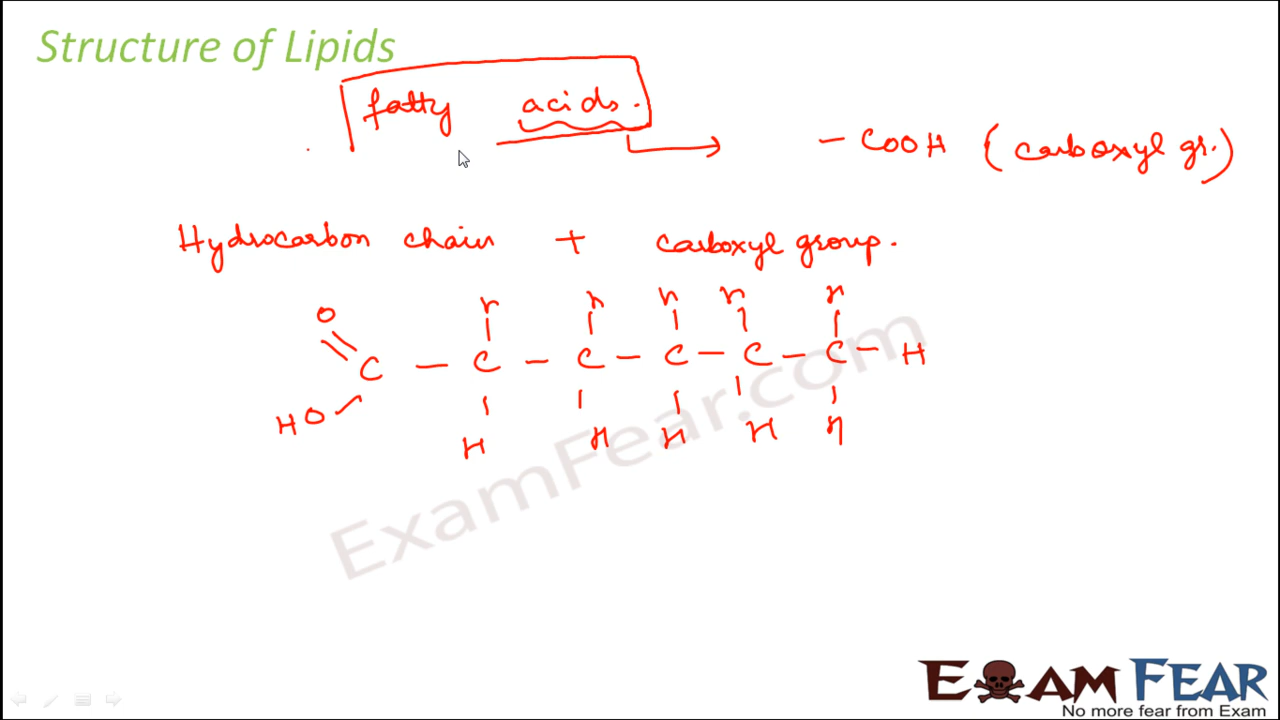 Structure of Lipids
fatty acids.
- COOH (carboxyl gr.)
Hydrocarbon chain + carboxyl group.
O H H H H H
C - C - C - C - C - C - H
HO H H H H H
ExamFear.com
EXAM FEAR
No more fear from Exam